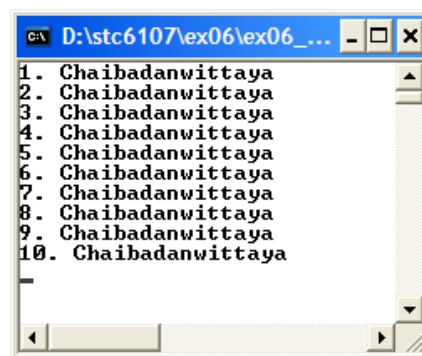 D:\stc6107\ex06\ex06_...
1. Chaibadanwittaya
2. Chaibadanwittaya
3. Chaibadanwittaya
4. Chaibadanwittaya
5. Chaibadanwittaya
6. Chaibadanwittaya
7. Chaibadanwittaya
8. Chaibadanwittaya
9. Chaibadanwittaya
10. Chaibadanwittaya